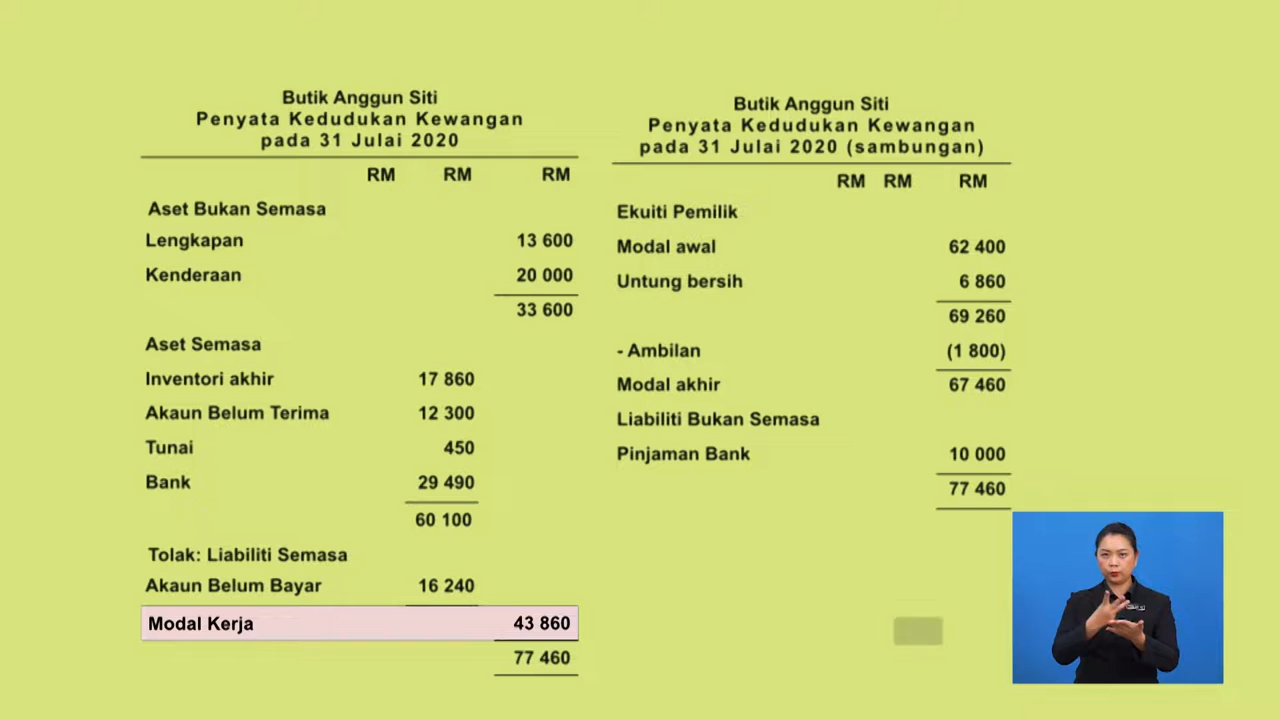 Butik Anggun Siti
Penyata Kedudukan Kewangan
pada 31 Julai 2020
RM RM RM
Aset Bukan Semasa
Lengkapan 13 600
Kenderaan 20 000
33 600
Aset Semasa
Inventori akhir 17 860
Akaun Belum Terima 12 300
Tunai 450
Bank 29 490
60 100
Tolak: Liabiliti Semasa
Akaun Belum Bayar 16 240
Modal Kerja 43 860
77 460
Butik Anggun Siti
Penyata Kedudukan Kewangan
pada 31 Julai 2020 (sambungan)
RM RM RM
Ekuiti Pemilik
Modal awal 62 400
Untung bersih 6 860
69 260
- Ambilan (1 800)
Modal akhir 67 460
Liabiliti Bukan Semasa
Pinjaman Bank 10 000
77 460